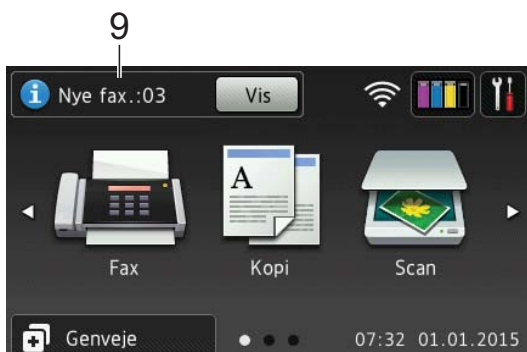 9
Nye fax.:03 Vis
A
Fax Kopi Scan
Genveje 07:32 01.01.2015